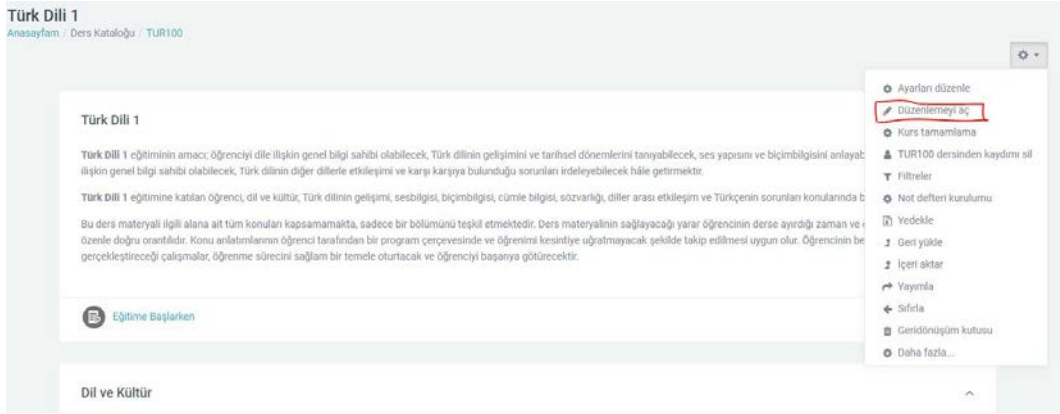 Türk Dili 1
Anasayfam / Ders Kataloğu / TUR100
Ayarları düzenle
Düzenlemeyi aç
Kurs tamamlama
TUR100 dersinden kaydımı sil
Filtreler
Not defteri kurulumu
Yedekle
Geri yükle
İçeri aktar
Yayımla
Sıfırla
Geridönüşüm kutusu
Daha fazla...
Türk Dili 1
Türk Dili 1 eğitiminin amacı; öğrenciyi dile ilişkin genel bilgi sahibi olabilecek, Türk dilinin gelişimini ve tarihsel dönemlerini tanıyabilecek, ses yapısını ve biçimbilgisini anlayab
ilişkin genel bilgi sahibi olabilecek, Türk dilinin diğer dillerle etkileşimi ve karşı karşıya bulunduğu sorunları irdeleyebilecek hâle getirmektir.
Türk Dili 1 eğitimine katılan öğrenci, dil ve kültür, Türk dilinin gelişimi, sesbilgisi, biçimbilgisi, cümle bilgisi, sözvarlığı, diller arası etkileşim ve Türkçenin sorunları konularında b
Bu ders materyali ilgili alana ait tüm konuları kapsamamakta, sadece bir bölümünü teşkil etmektedir. Ders materyalinin sağlayacağı yarar öğrencinin derse ayırdığı zaman ve
özenle doğru orantılıdır. Konu anlatımlarının öğrenci tarafından bir program çerçevesinde ve öğrenimi kesintiye uğratmayacak şekilde takip edilmesi uygun olur. Öğrencinin be
gerçekleştireceği çalışmalar, öğrenme sürecini sağlam bir temele oturtacak ve öğrenciyi başarıya götürecektir.
Eğitime Başlarken
Dil ve Kültür